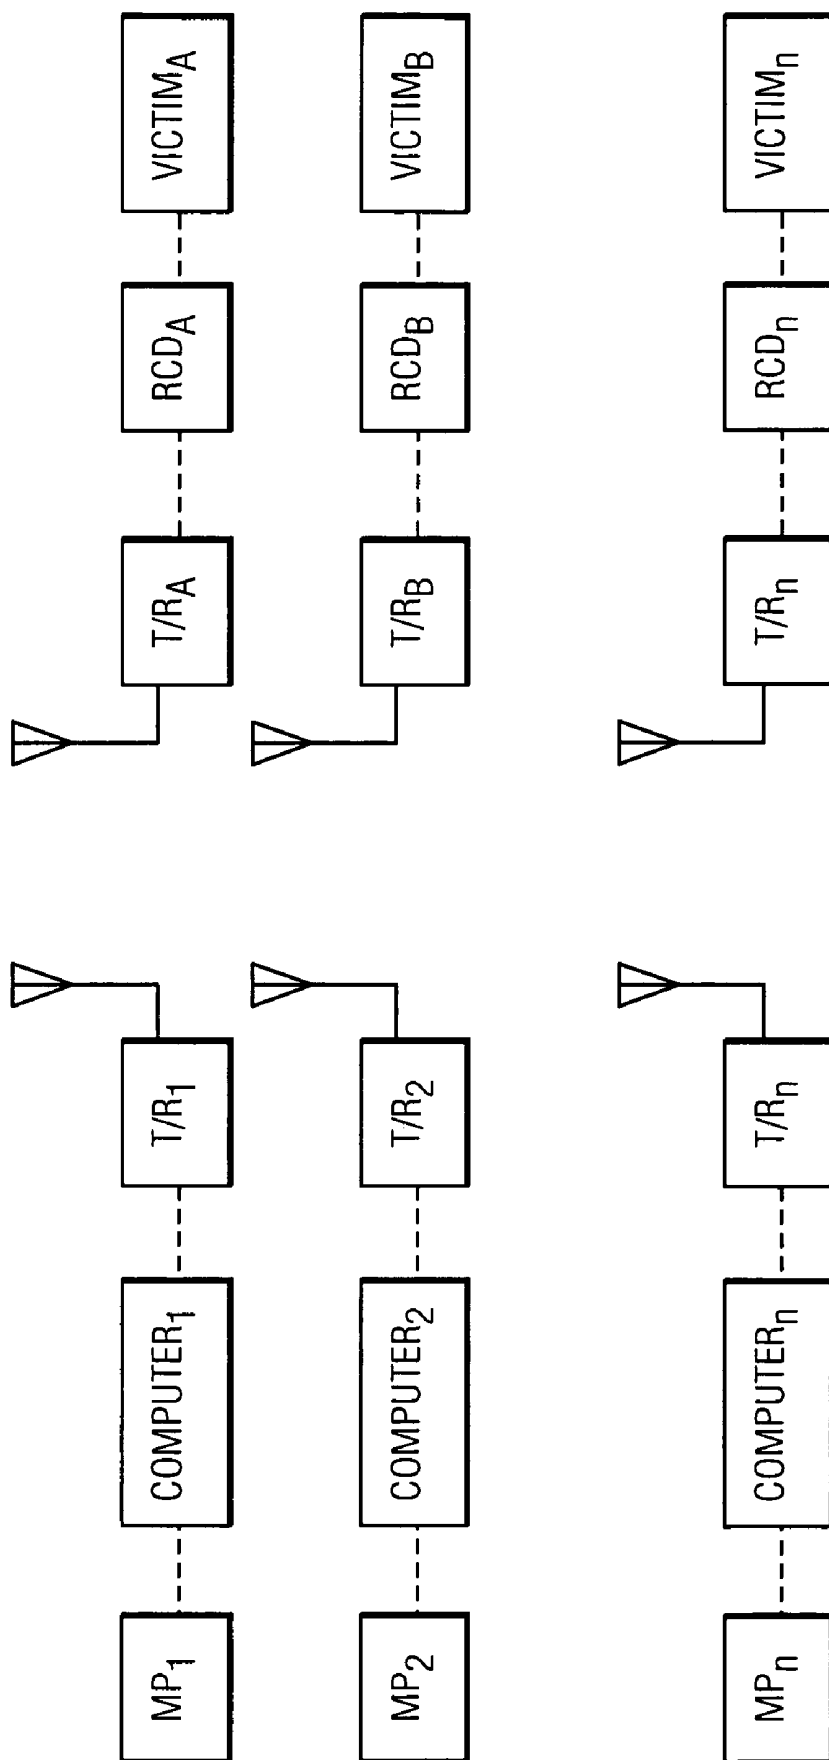 MP1
COMPUTER1
T/R1
T/RA
RCDA
VICTIMA
MP2
COMPUTER2
T/R2
T/RB
RCDB
VICTIMB
MPn
COMPUTERn
T/Rn
T/Rn
RCDn
VICTIMn